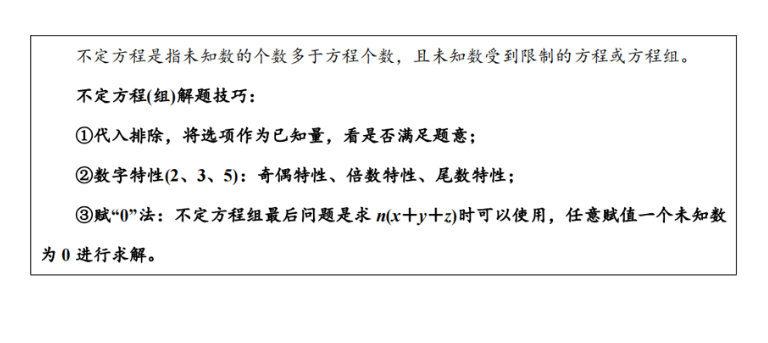 不定方程是指未知数的个数多于方程个数，且未知数受到限制的方程或方程组。
不定方程(组)解题技巧：
①代入排除，将选项作为已知量，看是否满足题意；
②数字特性(2、3、5)：奇偶特性、倍数特性、尾数特性；
③赋“0”法：不定方程组最后问题是求 n(x＋y＋z)时可以使用，任意赋值一个未知数
为 0 进行求解。